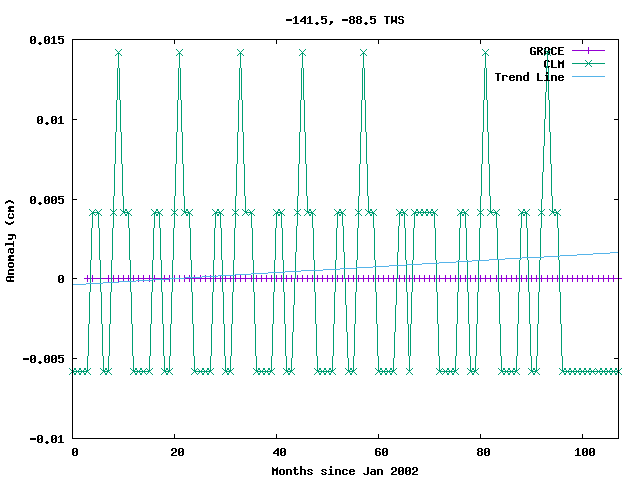 -141.5, -88.5 TWS
GRACE
CLM
Trend Line
0.015
0.01
0.005
0
-0.005
-0.01
Anomaly (cm)
0 20 40 60 80 100
Months since Jan 2002